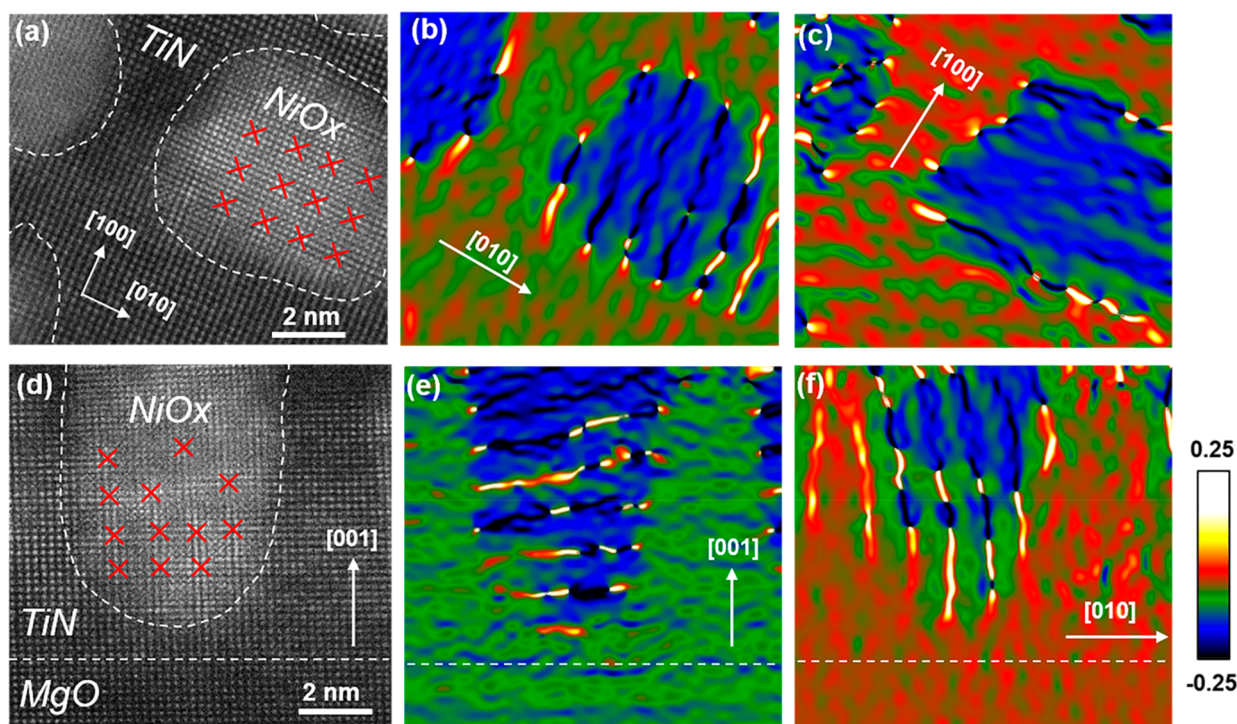 (a)
TiN
NiOx
[100]
[010]
2 nm
(b)
[010]
(c)
[100]
(d)
NiOx
[001]
TiN
MgO
2 nm
(e)
[001]
(f)
[010]
0.25
-0.25